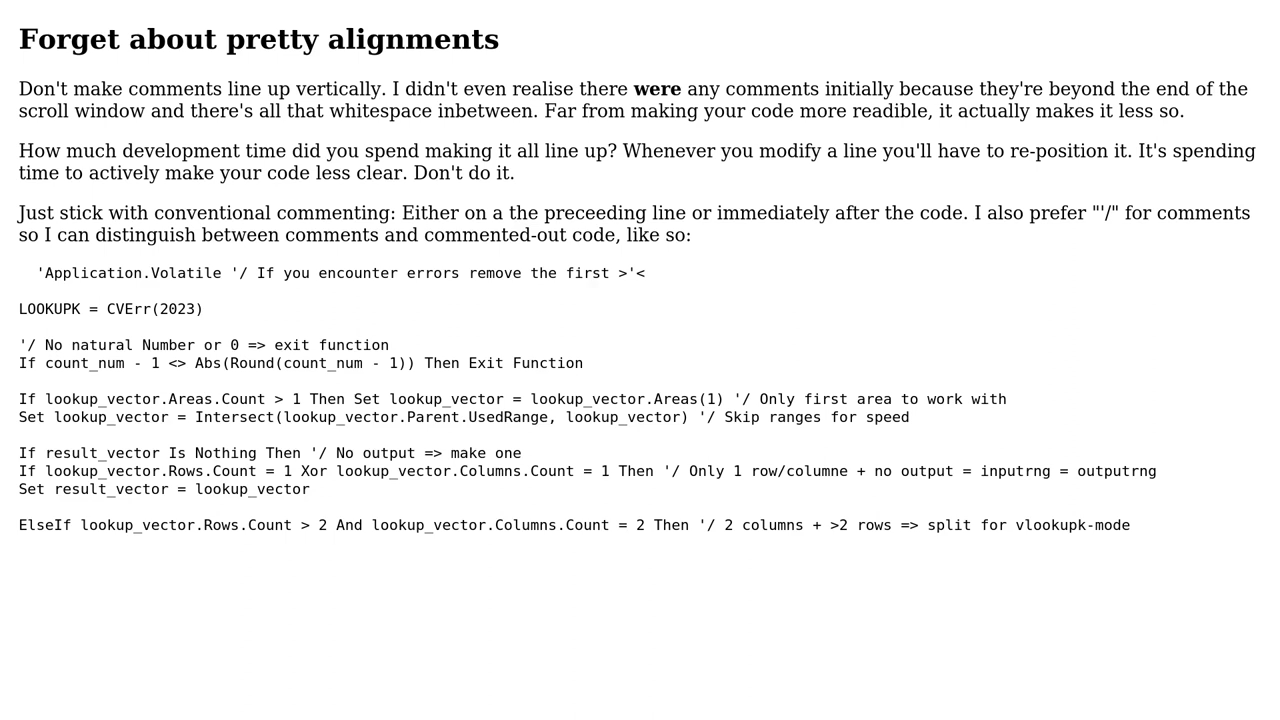 Forget about pretty alignments
Don't make comments line up vertically. I didn't even realise there were any comments initially because they're beyond the end of the
scroll window and there's all that whitespace inbetween. Far from making your code more readible, it actually makes it less so.
How much development time did you spend making it all line up? Whenever you modify a line you'll have to re-position it. It's spending
time to actively make your code less clear. Don't do it.
Just stick with conventional commenting: Either on a the preceeding line or immediately after the code. I also prefer "'/" for comments
so I can distinguish between comments and commented-out code, like so:
'Application.Volatile '/ If you encounter errors remove the first >'<
LOOKUPK = CVErr(2023)
'/ No natural Number or 0 => exit function
If count_num - 1 <> Abs(Round(count_num - 1)) Then Exit Function
If lookup_vector.Areas.Count > 1 Then Set lookup_vector = lookup_vector.Areas(1) '/ Only first area to work with
Set lookup_vector = Intersect(lookup_vector.Parent.UsedRange, lookup_vector) '/ Skip ranges for speed
If result_vector Is Nothing Then '/ No output => make one
If lookup_vector.Rows.Count = 1 Xor lookup_vector.Columns.Count = 1 Then '/ Only 1 row/columne + no output = inputrng = outputrng
Set result_vector = lookup_vector
ElseIf lookup_vector.Rows.Count > 2 And lookup_vector.Columns.Count = 2 Then '/ 2 columns + >2 rows => split for vlookupk-mode